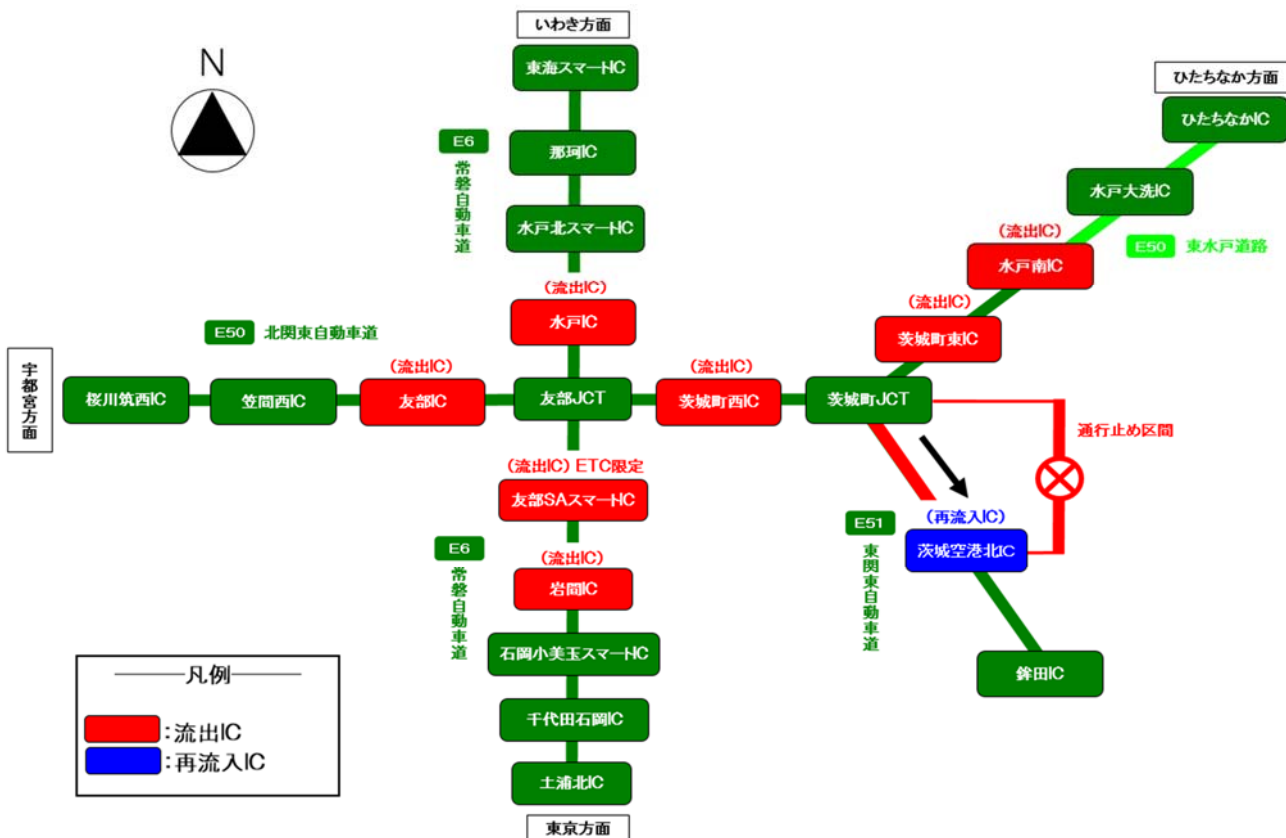 いわき方面
N
東海スマートIC
ひたちなか方面
ひたちなかIC
E6
常磐自動車道
那珂IC
水戸大洗IC
水戸北スマートIC
(流出IC)
水戸南IC
E50 東水戸道路
(流出IC)
水戸IC
(流出IC)
茨城町東IC
E50 北関東自動車道
宇都宮方面
桜川筑西IC
笠間西IC
(流出IC)
友部IC
友部JCT
(流出IC)
茨城町西IC
茨城町JCT
通行止め区間
(流出IC) ETC限定
友部SAスマートIC
E51
東関東自動車道
(再流入IC)
茨城空港北IC
E6
常磐自動車道
(流出IC)
岩間IC
石岡小美玉スマートIC
鉾田IC
千代田石岡IC
土浦北IC
東京方面
凡例
:流出IC
:再流入IC